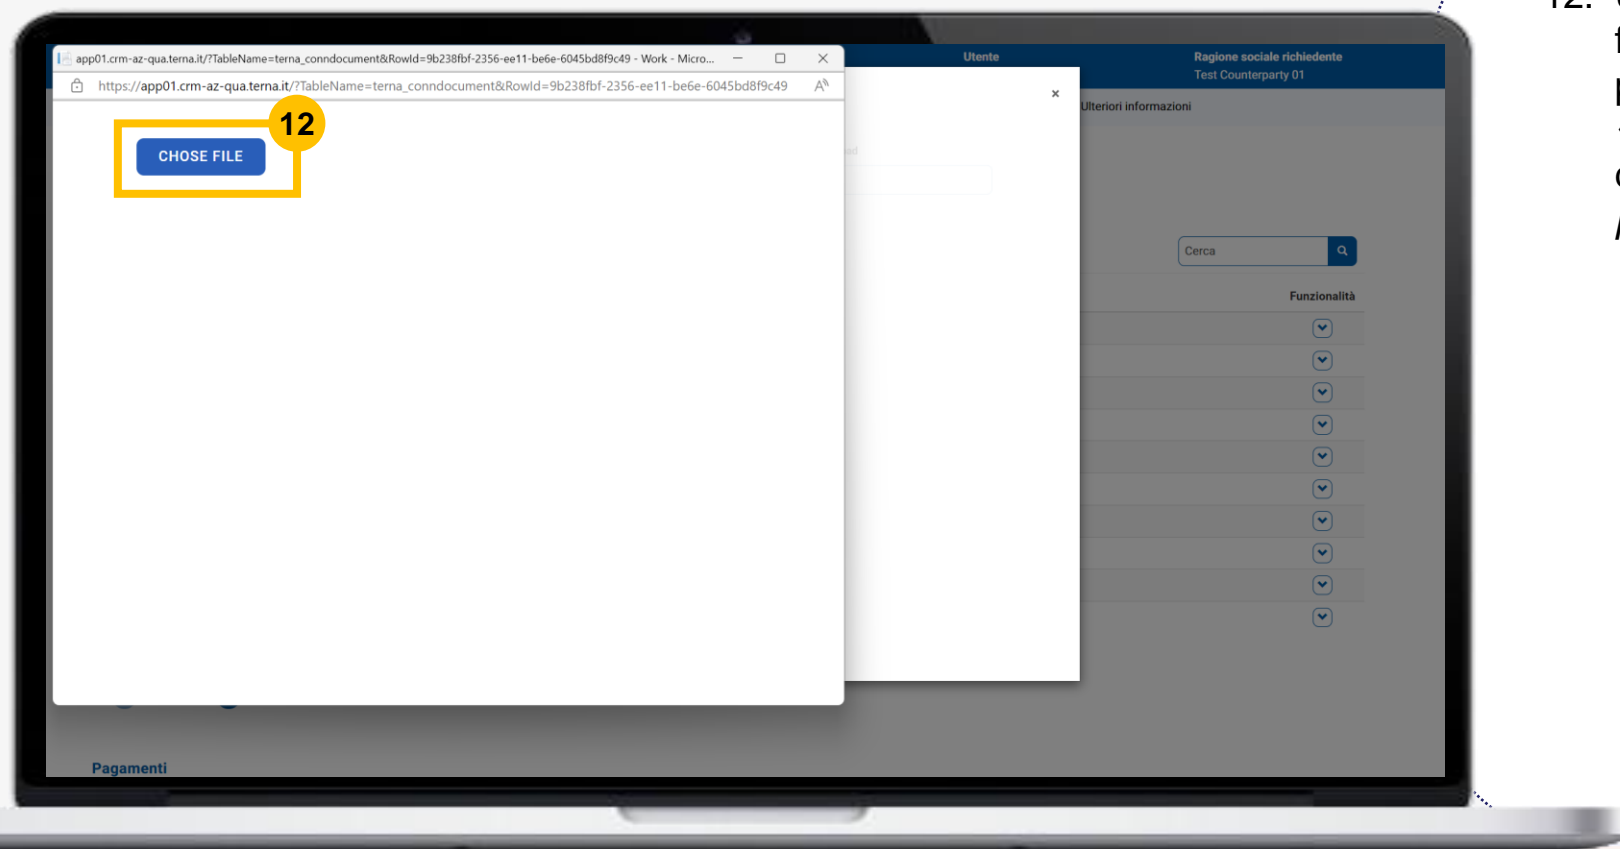 app01.crm-az-qua.terna.it/?TableName=terna_conndocument&RowId=9b238fbf-2356-ee11-be6e-6045bd8f9c49 - Work - Micro...
https://app01.crm-az-qua.terna.it/?TableName=terna_conndocument&RowId=9b238fbf-2356-ee11-be6e-6045bd8f9c49
12
CHOSE FILE
Utente
Ragione sociale richiedente
Test Counterparty 01
Ulteriori informazioni
Cerca
Funzionalità
Pagamenti
12.